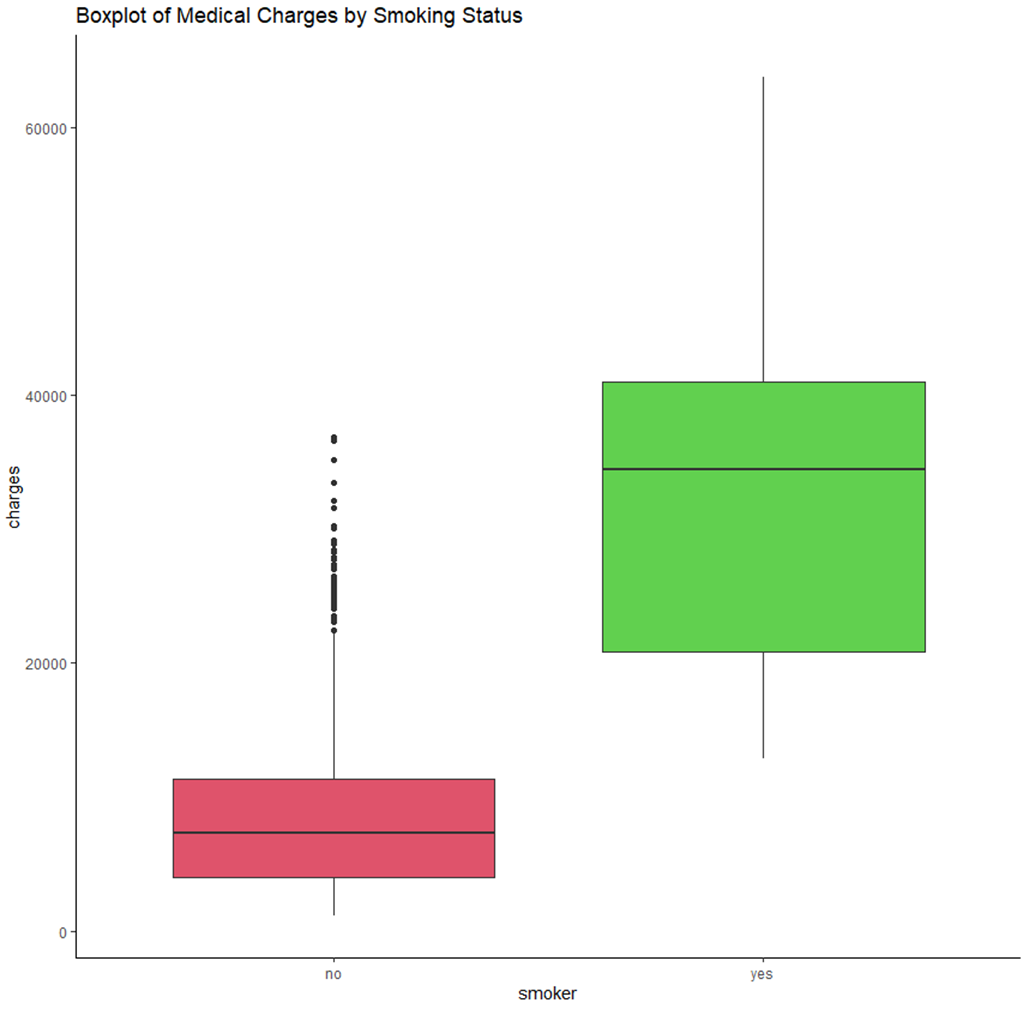 Boxplot of Medical Charges by Smoking Status
60000
40000
charges
20000
0
no yes
smoker